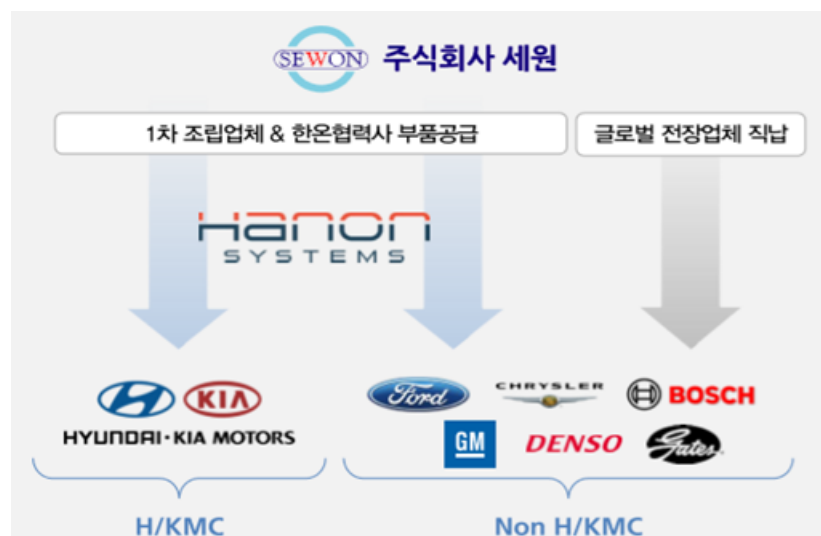 SEWON 주식회사 세원
1차 조립업체 & 한온협력사 부품공급
글로벌 전장업체 직납
Hanon
SYSTEMS
KIA
HYUNDAI·KIA MOTORS
Ford
CHRYSLER
BOSCH
GM
DENSO
Gates
H/KMC
Non H/KMC